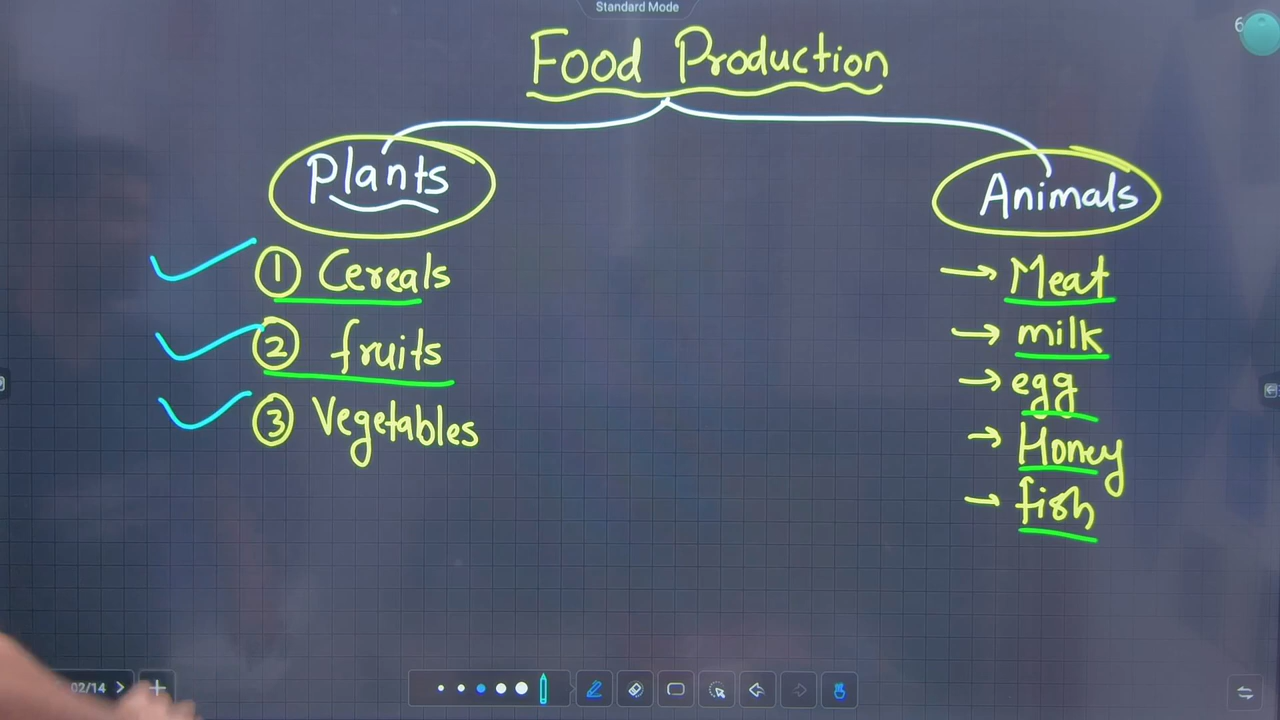 Standard Mode
6
Food Production
Plants
Animals
① Cereals
② fruits
③ Vegetables
→ Meat
→ milk
→ egg
→ Honey
→ fish
02/14